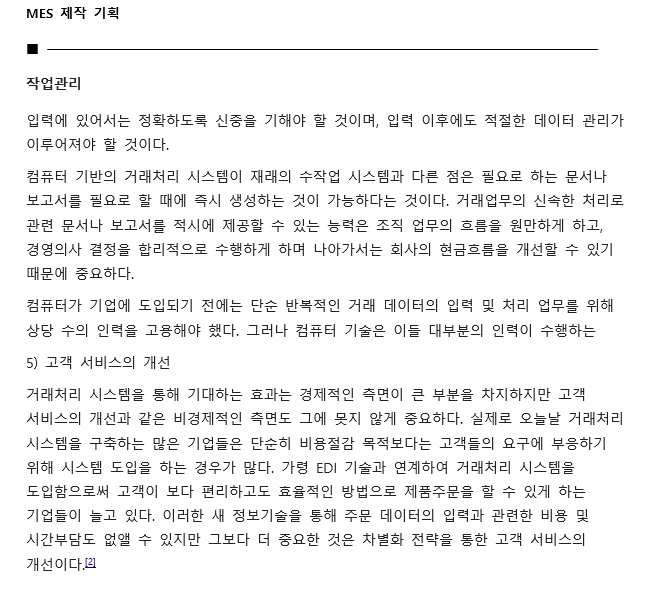 MES 제작 기획
■
작업관리
입력에 있어서는 정확하도록 신중을 기해야 할 것이며, 입력 이후에도 적절한 데이터 관리가
이루어져야 할 것이다.
컴퓨터 기반의 거래처리 시스템이 재래의 수작업 시스템과 다른 점은 필요로 하는 문서나
보고서를 필요로 할 때에 즉시 생성하는 것이 가능하다는 것이다. 거래업무의 신속한 처리로
관련 문서나 보고서를 적시에 제공할 수 있는 능력은 조직 업무의 흐름을 원만하게 하고,
경영의사 결정을 합리적으로 수행하게 하며 나아가서는 회사의 현금흐름을 개선할 수 있기
때문에 중요하다.
컴퓨터가 기업에 도입되기 전에는 단순 반복적인 거래 데이터의 입력 및 처리 업무를 위해
상당 수의 인력을 고용해야 했다. 그러나 컴퓨터 기술은 이들 대부분의 인력이 수행하는
5) 고객 서비스의 개선
거래처리 시스템을 통해 기대하는 효과는 경제적인 측면이 큰 부분을 차지하지만 고객
서비스의 개선과 같은 비경제적인 측면도 그에 못지 않게 중요하다. 실제로 오늘날 거래처리
시스템을 구축하는 많은 기업들은 단순히 비용절감 목적보다는 고객들의 요구에 부응하기
위해 시스템 도입을 하는 경우가 많다. 가령 EDI 기술과 연계하여 거래처리 시스템을
도입함으로써 고객이 보다 편리하고도 효율적인 방법으로 제품주문을 할 수 있게 하는
기업들이 늘고 있다. 이러한 새 정보기술을 통해 주문 데이터의 입력과 관련한 비용 및
시간부담도 없앨 수 있지만 그보다 더 중요한 것은 차별화 전략을 통한 고객 서비스의
개선이다.[2]